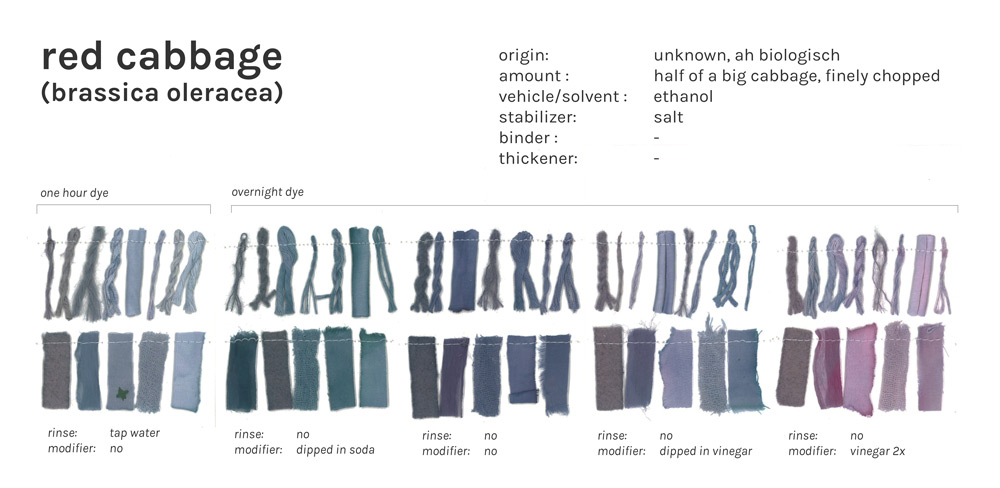 red cabbage
(brassica oleracea)
origin: unknown, ah biologisch
amount : half of a big cabbage, finely chopped
vehicle/solvent : ethanol
stabilizer: salt
binder : -
thickener: -
one hour dye
overnight dye
rinse: tap water
modifier: no
rinse: no
modifier: dipped in soda
rinse: no
modifier: no
rinse: no
modifier: dipped in vinegar
rinse: no
modifier: vinegar 2x